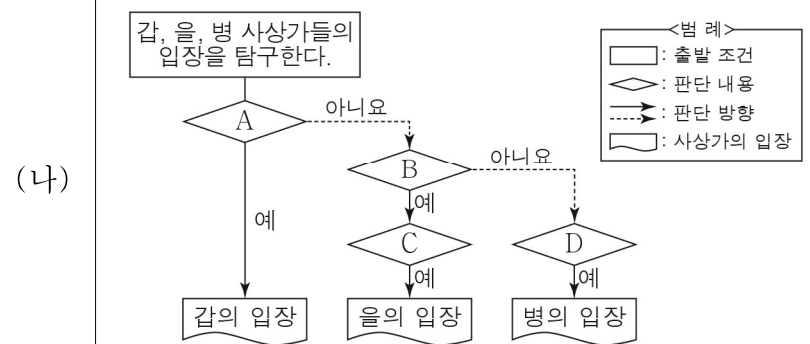 갑, 을, 병 사상가들의
입장을 탐구한다.
<범 례>
: 출발 조건
: 판단 내용
: 판단 방향
: 사상가의 입장
(나)
A
아니요
예
B
아니요
예
C
예
D
예
갑의 입장
을의 입장
병의 입장